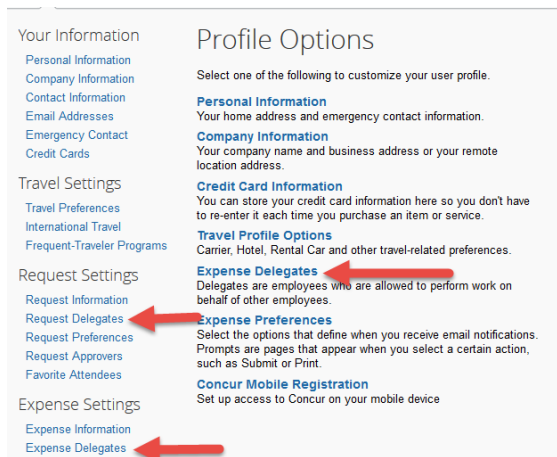 Your Information
Personal Information
Company Information
Contact Information
Email Addresses
Emergency Contact
Credit Cards
Travel Settings
Travel Preferences
International Travel
Frequent-Traveler Programs
Request Settings
Request Information
Request Delegates
Request Preferences
Request Approvers
Favorite Attendees
Expense Settings
Expense Information
Expense Delegates
Profile Options
Select one of the following to customize your user profile.
Personal Information
Your home address and emergency contact information.
Company Information
Your company name and business address or your remote
location address.
Credit Card Information
You can store your credit card information here so you don't have
to re-enter it each time you purchase an item or service.
Travel Profile Options
Carrier, Hotel, Rental Car and other travel-related preferences.
Expense Delegates
Delegates are employees who are allowed to perform work on
behalf of other employees.
Expense Preferences
Select the options that define when you receive email notifications.
Prompts are pages that appear when you select a certain action,
such as Submit or Print.
Concur Mobile Registration
Set up access to Concur on your mobile device